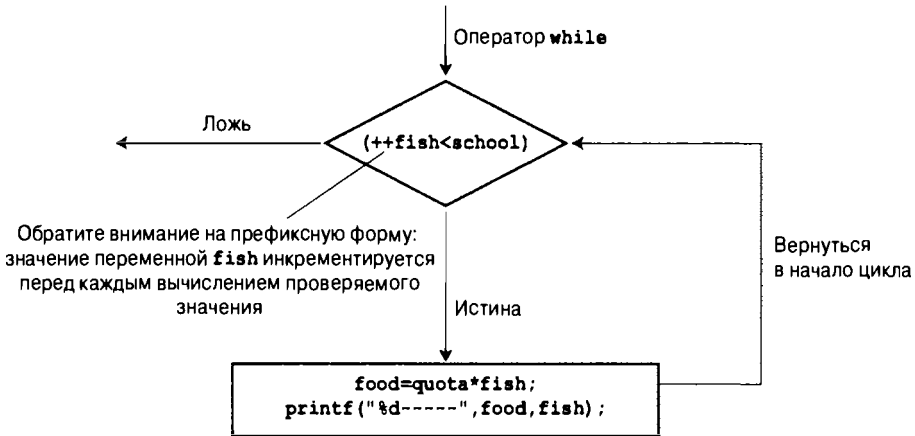 Оператор while
Ложь
(++fish<school)
Обратите внимание на префиксную форму:
значение переменной fish инкрементируется
перед каждым вычислением проверяемого
значения
Вернуться
в начало цикла
Истина
food=quota*fish;
printf("%d-----",food,fish);